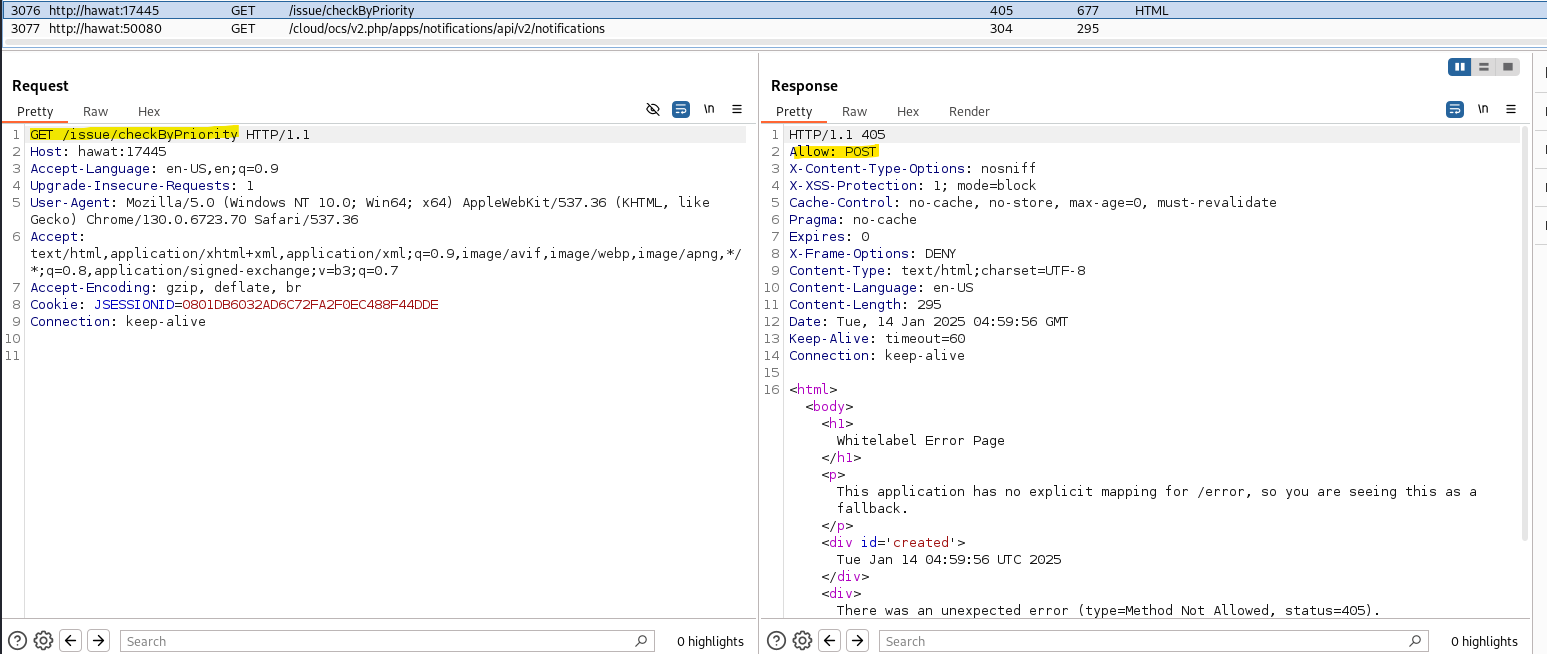 3076 http://hawat:17445 GET /issue/checkByPriority 405 677 HTML
3077 http://hawat:50080 GET /cloud/ocs/v2.php/apps/notifications/api/v2/notifications 304 295
Request
Pretty Raw Hex \n
1 GET /issue/checkByPriority HTTP/1.1
2 Host: hawat:17445
3 Accept-Language: en-US,en;q=0.9
4 Upgrade-Insecure-Requests: 1
5 User-Agent: Mozilla/5.0 (Windows NT 10.0; Win64; x64) AppleWebKit/537.36 (KHTML, like
Gecko) Chrome/130.0.6723.70 Safari/537.36
6 Accept:
text/html,application/xhtml+xml,application/xml;q=0.9,image/avif,image/webp,image/apng,*/
*;q=0.8,application/signed-exchange;v=b3;q=0.7
7 Accept-Encoding: gzip, deflate, br
8 Cookie: JSESSIONID=0801DB6032AD6C72FA2F0EC488F44DDE
9 Connection: keep-alive
10
11
Search 0 highlights
Response
Pretty Raw Hex Render \n
1 HTTP/1.1 405
2 Allow: POST
3 X-Content-Type-Options: nosniff
4 X-XSS-Protection: 1; mode=block
5 Cache-Control: no-cache, no-store, max-age=0, must-revalidate
6 Pragma: no-cache
7 Expires: 0
8 X-Frame-Options: DENY
9 Content-Type: text/html;charset=UTF-8
10 Content-Language: en-US
11 Content-Length: 295
12 Date: Tue, 14 Jan 2025 04:59:56 GMT
13 Keep-Alive: timeout=60
14 Connection: keep-alive
15
16 <html>
<body>
<h1>
Whitelabel Error Page
</h1>
<p>
This application has no explicit mapping for /error, so you are seeing this as a
fallback.
</p>
<div id='created'>
Tue Jan 14 04:59:56 UTC 2025
</div>
<div>
There was an unexpected error (type=Method Not Allowed, status=405).
Search 0 highlights